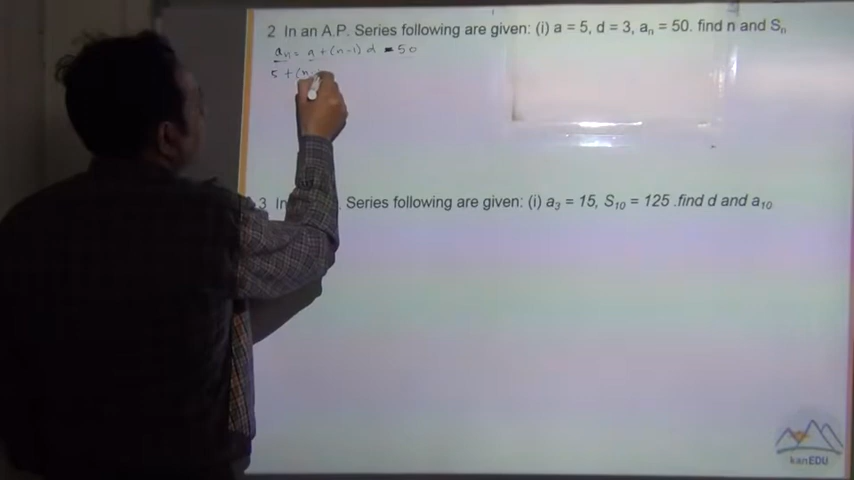 2 In an A.P. Series following are given: (i) a = 5, d = 3, aₙ = 50. find n and Sₙ
aₙ = a + (n-1) d = 50
5 + (n-
3 In Series following are given: (i) a₃ = 15, S₁₀ = 125 .find d and a₁₀
kanEDU